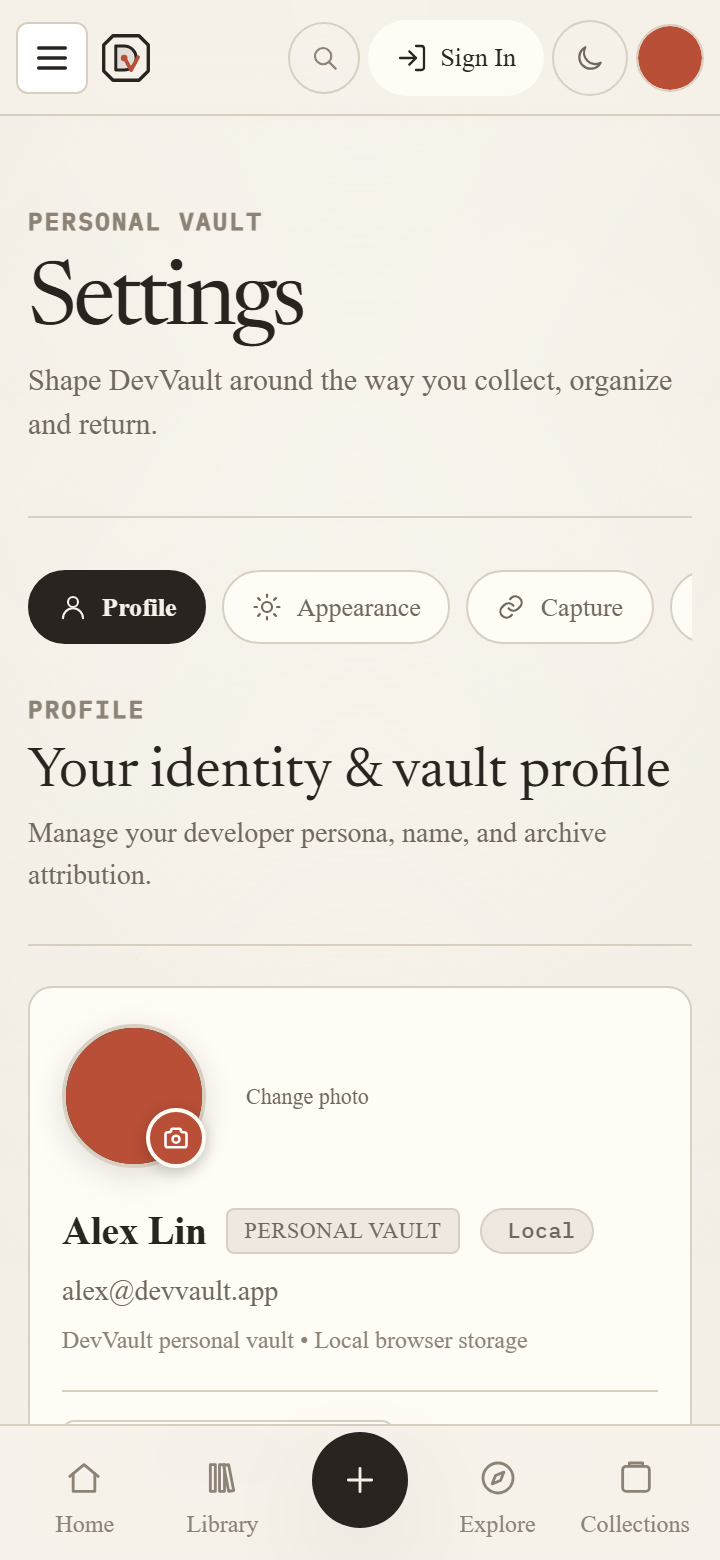 Sign In
PERSONAL VAULT
Settings
Shape DevVault around the way you collect, organize
and return.
Profile
Appearance
Capture
PROFILE
Your identity & vault profile
Manage your developer persona, name, and archive
attribution.
Change photo
Alex Lin
PERSONAL VAULT
Local
alex@devvault.app
DevVault personal vault • Local browser storage
Home
Library
Explore
Collections